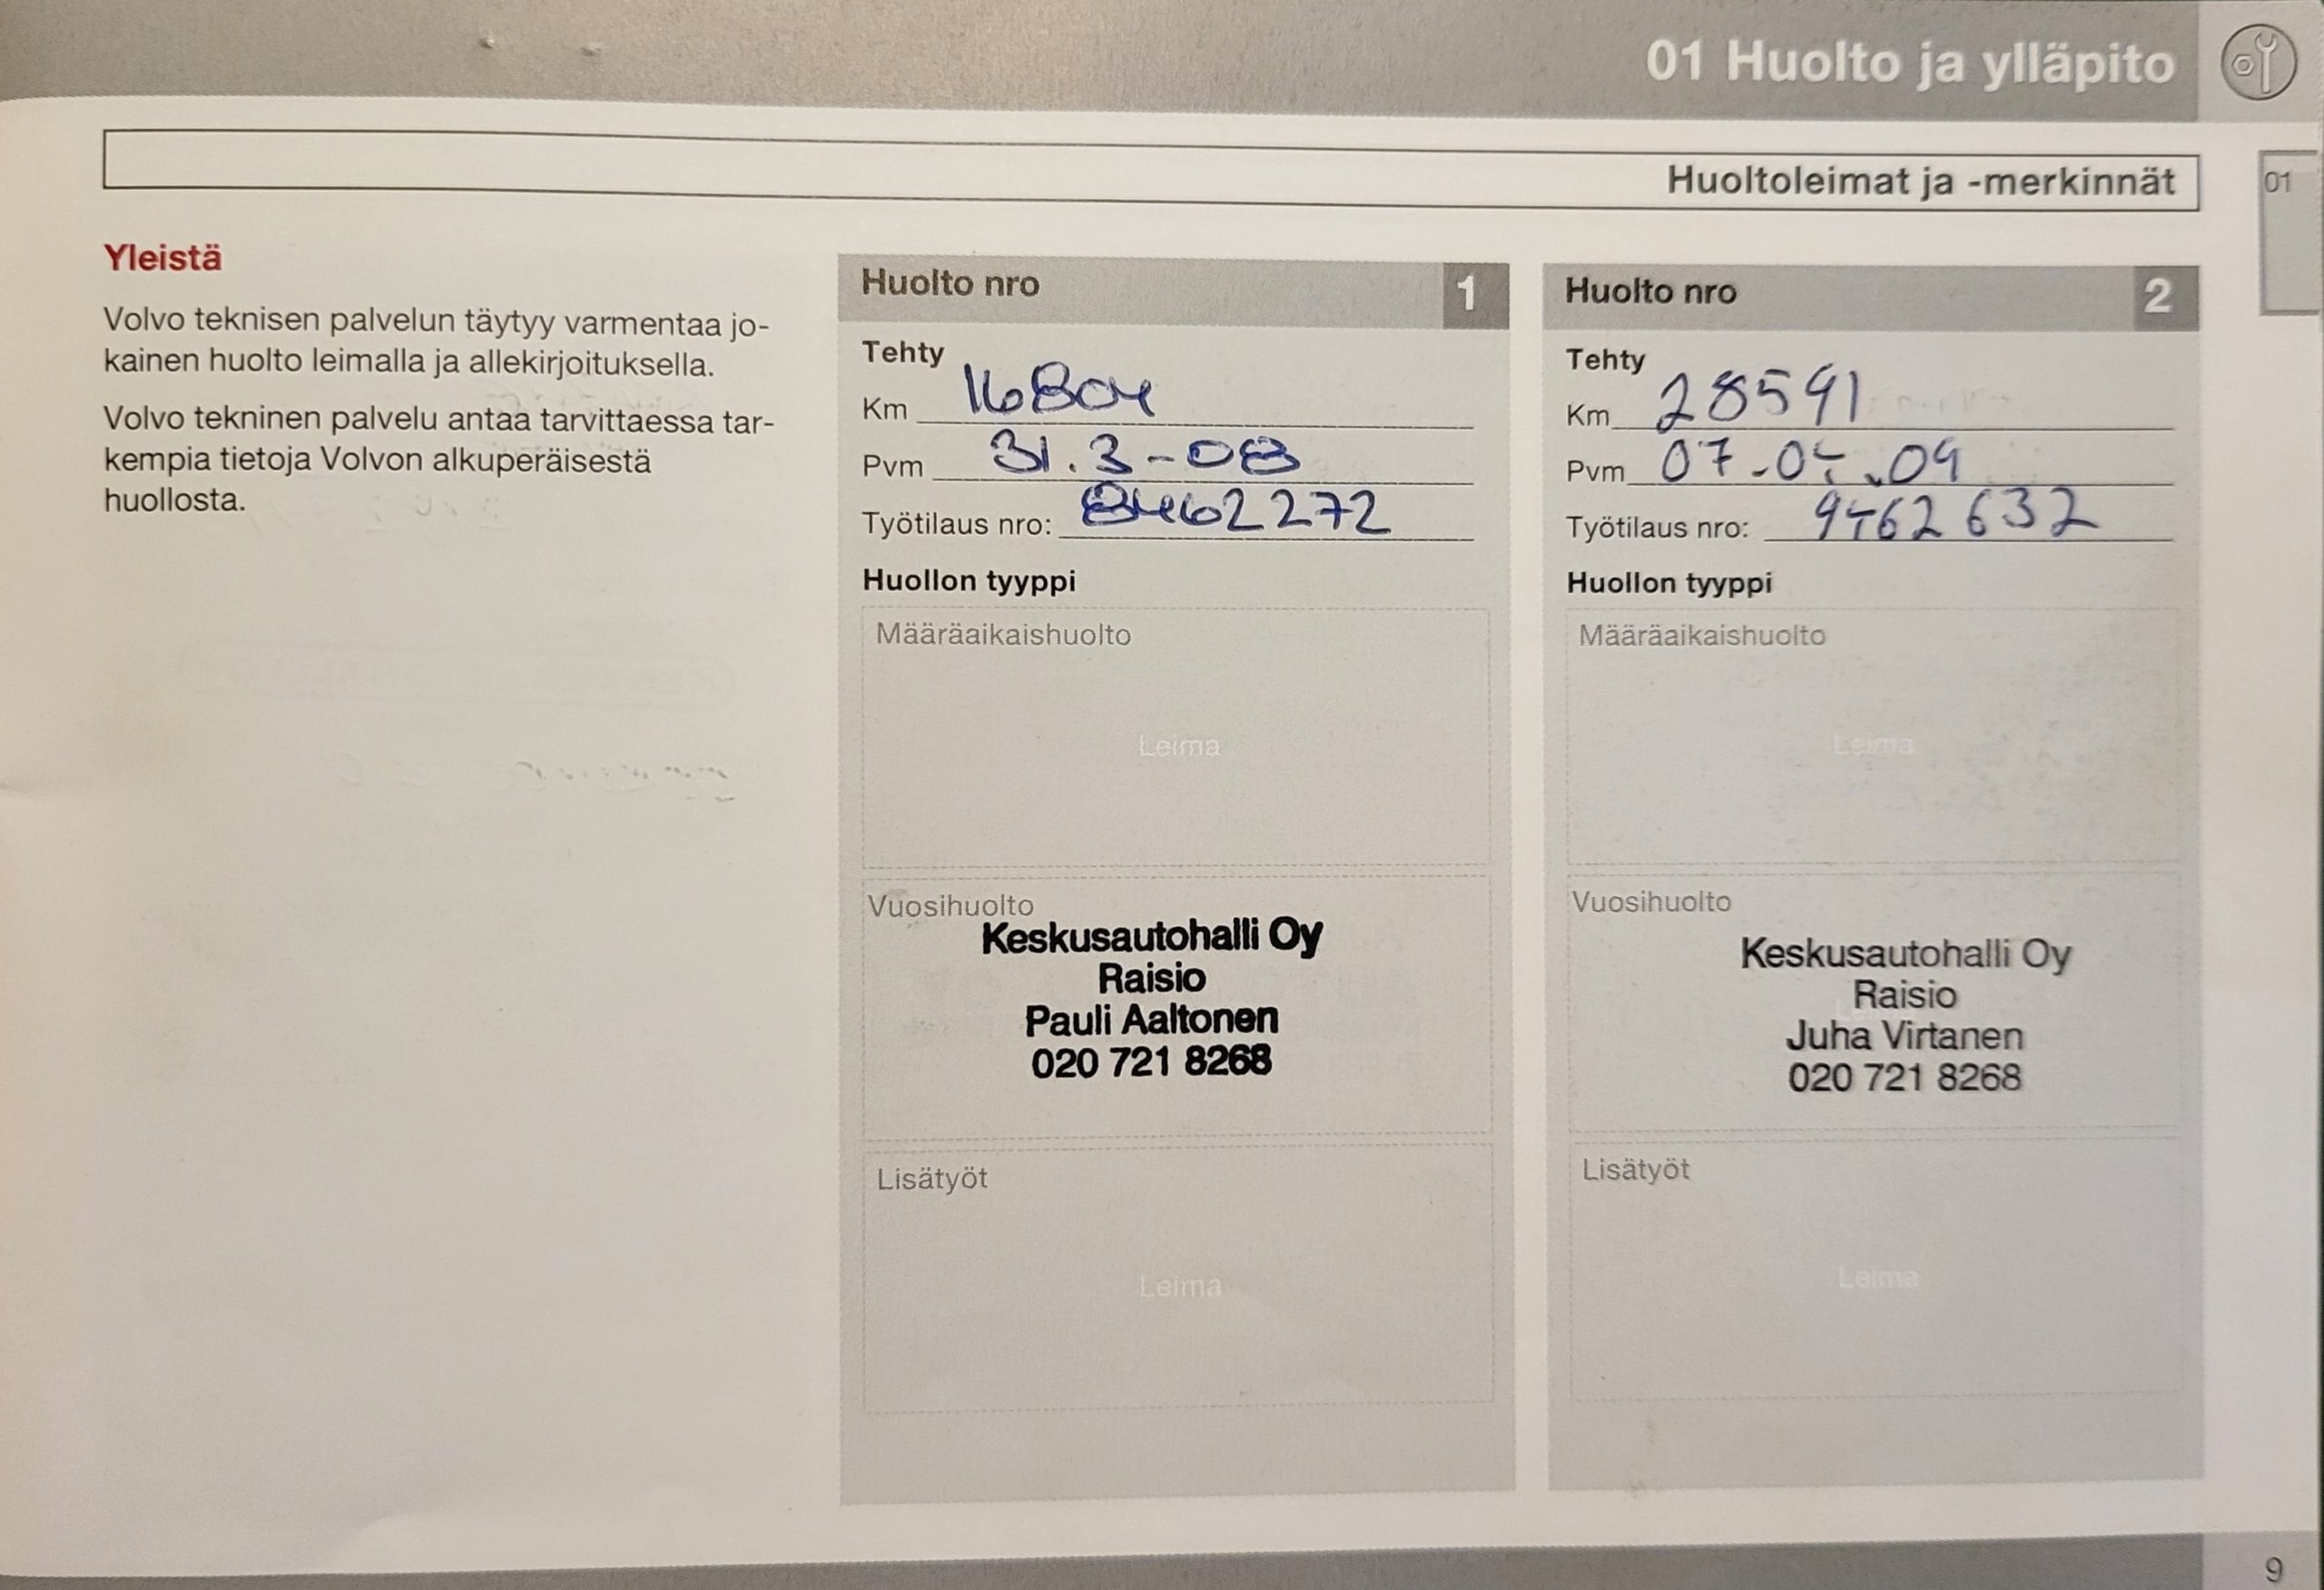 01 Huolto ja ylläpito
Huoltoleimat ja -merkinnät
01
Yleistä
Volvo teknisen palvelun täytyy varmentaa jo-
kainen huolto leimalla ja allekirjoituksella.
Volvo tekninen palvelu antaa tarvittaessa tar-
kempia tietoja Volvon alkuperäisestä
huollosta.
Huolto nro 1
Tehty
Km 16804
Pvm 31.3-08
Työtilaus nro: 8462272
Huollon tyyppi
Määräaikaishuolto
Leima
Vuosihuolto
Keskusautohalli Oy
Raisio
Pauli Aaltonen
020 721 8268
Lisätyöt
Leima
Huolto nro 2
Tehty
Km 28591
Pvm 07.04.09
Työtilaus nro: 9462632
Huollon tyyppi
Määräaikaishuolto
Leima
Vuosihuolto
Keskusautohalli Oy
Raisio
Juha Virtanen
020 721 8268
Lisätyöt
Leima
9